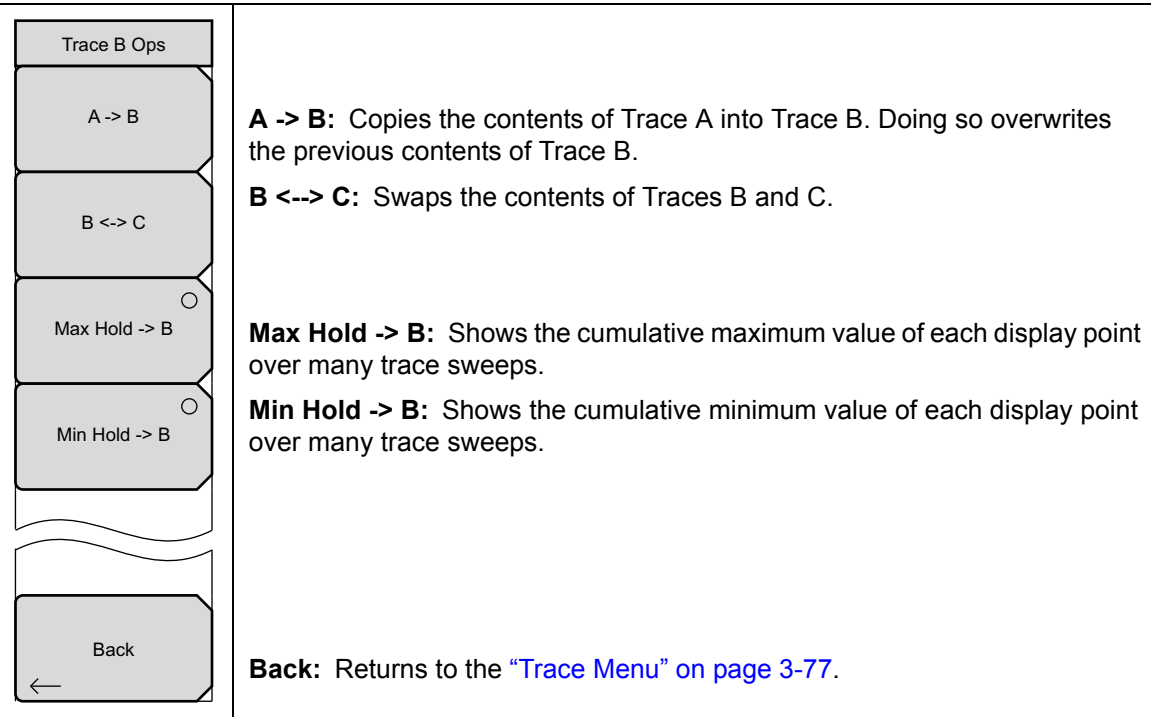 Trace B Ops
A -> B
B <-> C
Max Hold -> B
Min Hold -> B
Back
A -> B: Copies the contents of Trace A into Trace B. Doing so overwrites
the previous contents of Trace B.
B <--> C: Swaps the contents of Traces B and C.
Max Hold -> B: Shows the cumulative maximum value of each display point
over many trace sweeps.
Min Hold -> B: Shows the cumulative minimum value of each display point
over many trace sweeps.
Back: Returns to the “Trace Menu” on page 3-77.